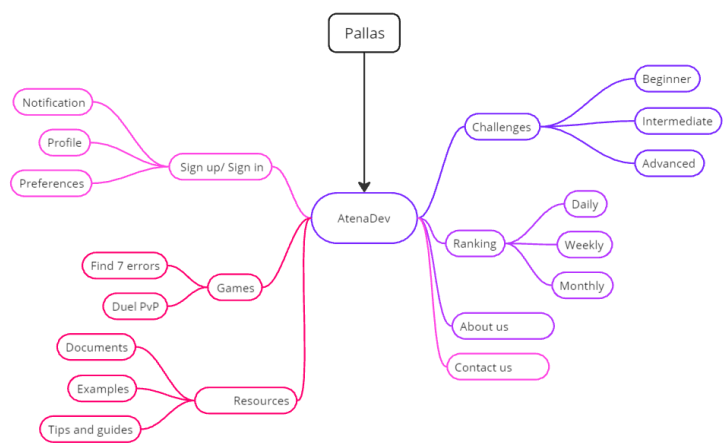 Pallas
AtenaDev
Sign up/ Sign in
Notification
Profile
Preferences
Games
Find 7 errors
Duel PvP
Resources
Documents
Examples
Tips and guides
Challenges
Beginner
Intermediate
Advanced
Ranking
Daily
Weekly
Monthly
About us
Contact us